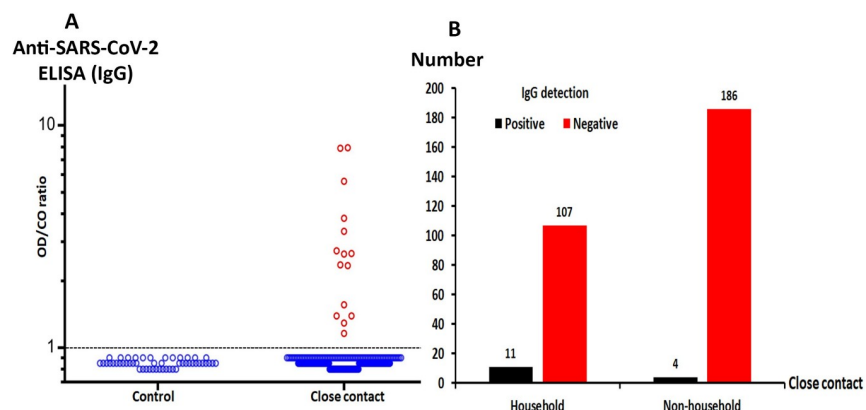 A
Anti-SARS-CoV-2
ELISA (IgG)
OD/CO ratio
10
1
Control
Close contact
B
Number
200
180
160
140
120
100
80
60
40
20
0
IgG detection
Positive
Negative
11
107
4
186
Household
Non-household
Close contact